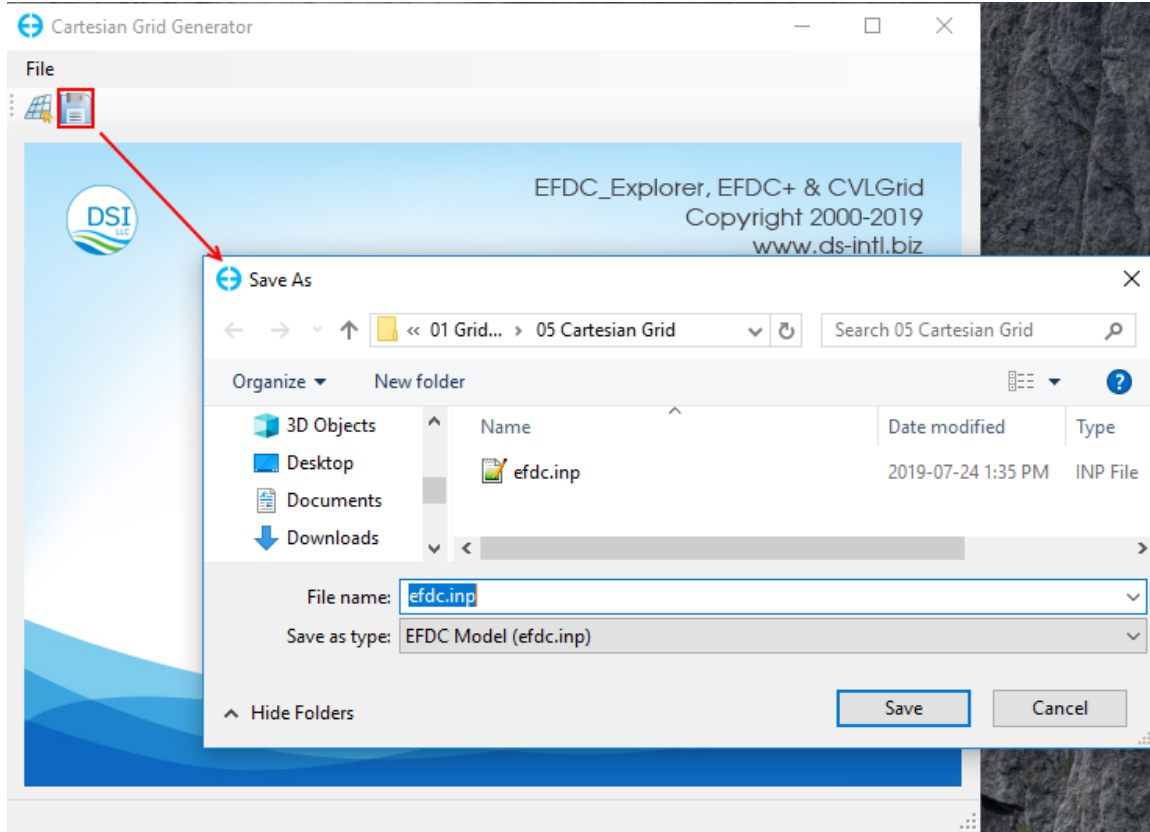 Cartesian Grid Generator
File
DSI
LLC
EFDC_Explorer, EFDC+ & CVLGrid
Copyright 2000-2019
www.ds-intl.biz
Save As
« 01 Grid... › 05 Cartesian Grid
Search 05 Cartesian Grid
Organize
New folder
?
3D Objects
Desktop
Documents
Downloads
Name
Date modified
Type
efdc.inp
2019-07-24 1:35 PM
INP File
File name: efdc.inp
Save as type: EFDC Model (efdc.inp)
Hide Folders
Save
Cancel